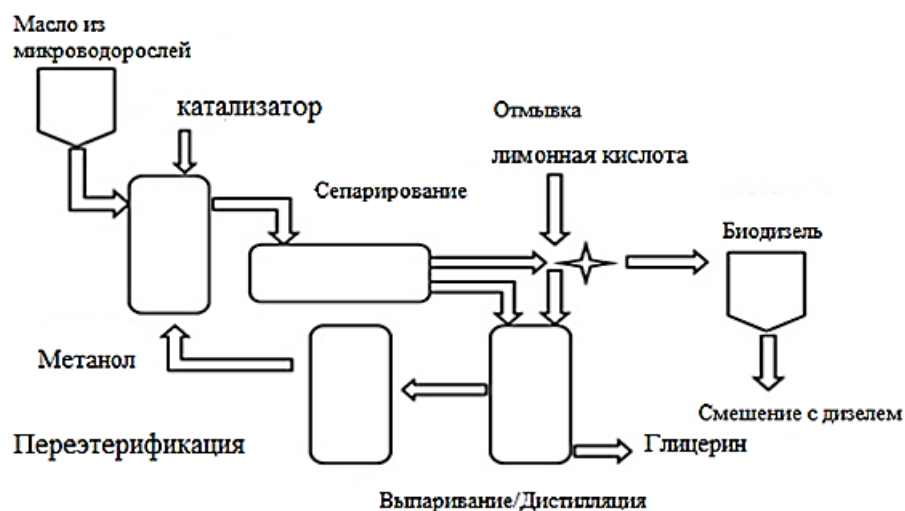 Масло из
микроводорослей
катализатор
Отмывка
лимонная кислота
Сепарирование
Биодизель
Метанол
Смешение с дизелем
Переэтерификация
Глицерин
Выпаривание/Дистилляция